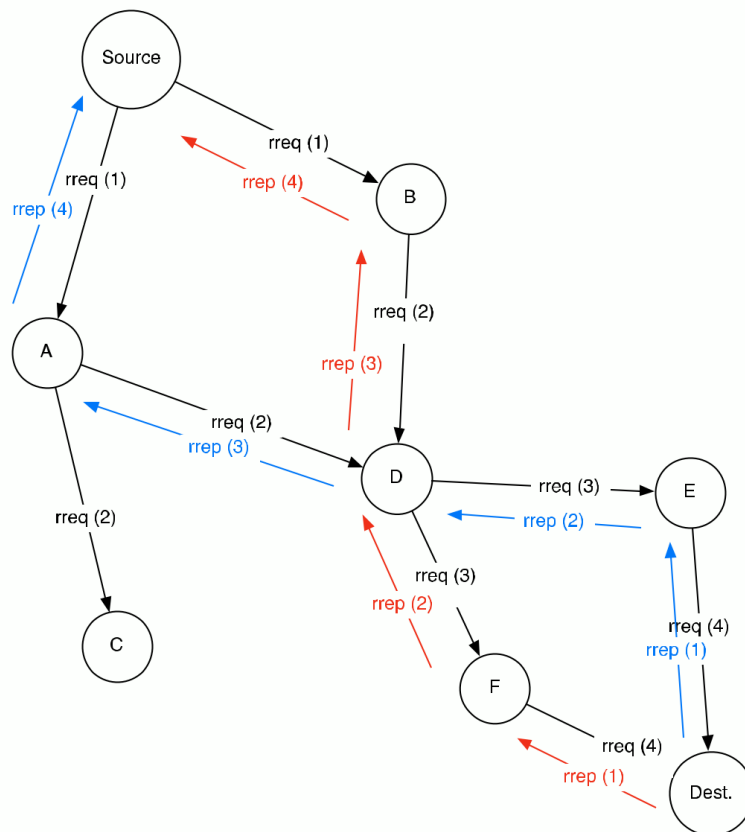 Source
rreq (1)
rreq (1)
rrep (4)
B
rrep (4)
rreq (2)
A
rrep (3)
rreq (2)
rrep (3)
D
rreq (3)
E
rreq (2)
rrep (2)
rreq (3)
rrep (2)
rreq (4)
C
rrep (1)
F
rreq (4)
rrep (1)
Dest.